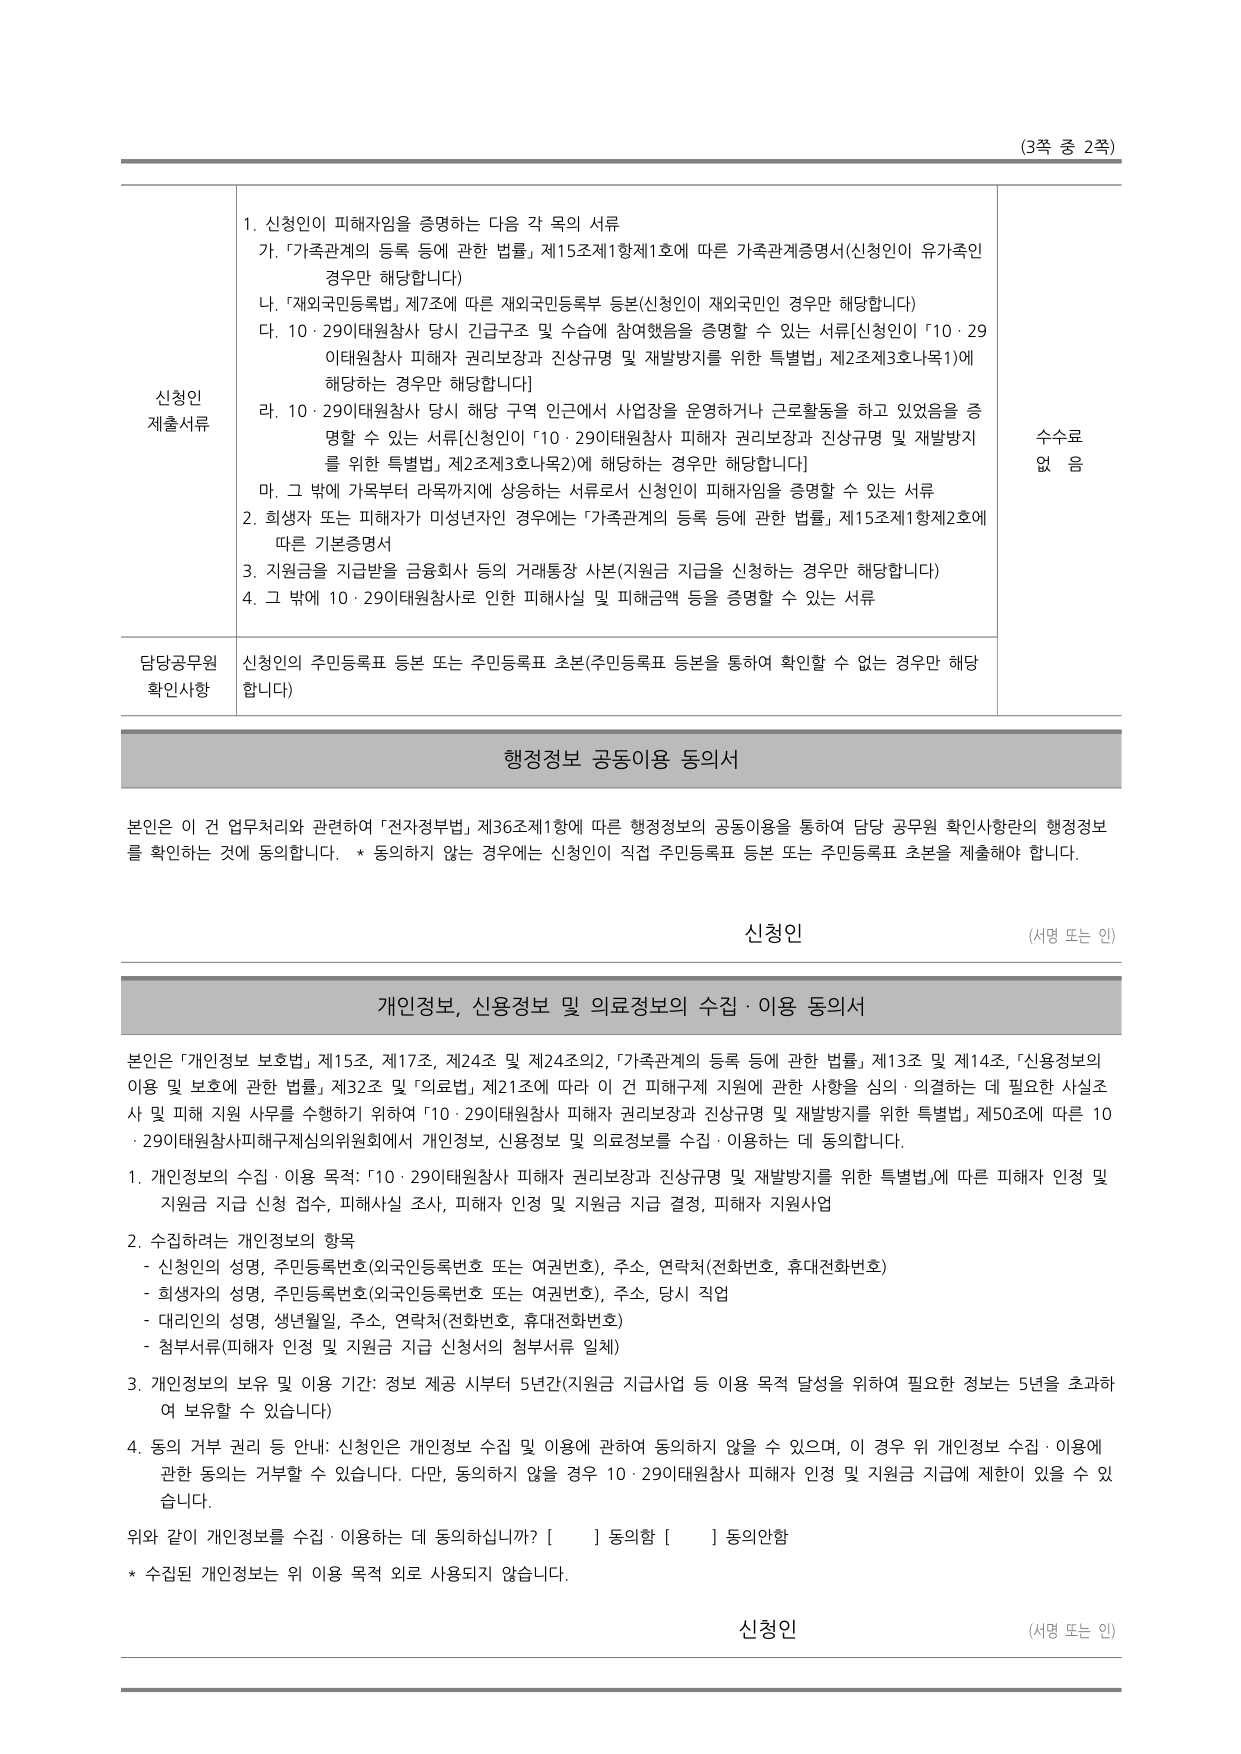 (3쪽 중 2쪽)
신청인
제출서류
1. 신청인이 피해자임을 증명하는 다음 각 목의 서류
가. 「가족관계의 등록 등에 관한 법률」 제15조제1항제1호에 따른 가족관계증명서(신청인이 유가족인
경우만 해당합니다)
나. 「재외국민등록법」 제7조에 따른 재외국민등록부 등본(신청인이 재외국민인 경우만 해당합니다)
다. 10ㆍ29이태원참사 당시 긴급구조 및 수습에 참여했음을 증명할 수 있는 서류[신청인이 「10ㆍ29
이태원참사 피해자 권리보장과 진상규명 및 재발방지를 위한 특별법」 제2조제3호나목1)에
해당하는 경우만 해당합니다]
라. 10ㆍ29이태원참사 당시 해당 구역 인근에서 사업장을 운영하거나 근로활동을 하고 있었음을 증
명할 수 있는 서류[신청인이 「10ㆍ29이태원참사 피해자 권리보장과 진상규명 및 재발방지
를 위한 특별법」 제2조제3호나목2)에 해당하는 경우만 해당합니다]
마. 그 밖에 가목부터 라목까지에 상응하는 서류로서 신청인이 피해자임을 증명할 수 있는 서류
2. 희생자 또는 피해자가 미성년자인 경우에는 「가족관계의 등록 등에 관한 법률」 제15조제1항제2호에
따른 기본증명서
3. 지원금을 지급받을 금융회사 등의 거래통장 사본(지원금 지급을 신청하는 경우만 해당합니다)
4. 그 밖에 10ㆍ29이태원참사로 인한 피해사실 및 피해금액 등을 증명할 수 있는 서류
수수료
없 음
담당공무원
확인사항
신청인의 주민등록표 등본 또는 주민등록표 초본(주민등록표 등본을 통하여 확인할 수 없는 경우만 해당
합니다)
행정정보 공동이용 동의서
본인은 이 건 업무처리와 관련하여 「전자정부법」 제36조제1항에 따른 행정정보의 공동이용을 통하여 담당 공무원 확인사항란의 행정정보
를 확인하는 것에 동의합니다. * 동의하지 않는 경우에는 신청인이 직접 주민등록표 등본 또는 주민등록표 초본을 제출해야 합니다.
신청인 (서명 또는 인)
개인정보, 신용정보 및 의료정보의 수집ㆍ이용 동의서
본인은 「개인정보 보호법」 제15조, 제17조, 제24조 및 제24조의2, 「가족관계의 등록 등에 관한 법률」 제13조 및 제14조, 「신용정보의
이용 및 보호에 관한 법률」 제32조 및 「의료법」 제21조에 따라 이 건 피해구제 지원에 관한 사항을 심의ㆍ의결하는 데 필요한 사실조
사 및 피해 지원 사무를 수행하기 위하여 「10ㆍ29이태원참사 피해자 권리보장과 진상규명 및 재발방지를 위한 특별법」 제50조에 따른 10
ㆍ29이태원참사피해구제심의위원회에서 개인정보, 신용정보 및 의료정보를 수집ㆍ이용하는 데 동의합니다.
1. 개인정보의 수집ㆍ이용 목적: 「10ㆍ29이태원참사 피해자 권리보장과 진상규명 및 재발방지를 위한 특별법」에 따른 피해자 인정 및
지원금 지급 신청 접수, 피해사실 조사, 피해자 인정 및 지원금 지급 결정, 피해자 지원사업
2. 수집하려는 개인정보의 항목
- 신청인의 성명, 주민등록번호(외국인등록번호 또는 여권번호), 주소, 연락처(전화번호, 휴대전화번호)
- 희생자의 성명, 주민등록번호(외국인등록번호 또는 여권번호), 주소, 당시 직업
- 대리인의 성명, 생년월일, 주소, 연락처(전화번호, 휴대전화번호)
- 첨부서류(피해자 인정 및 지원금 지급 신청서의 첨부서류 일체)
3. 개인정보의 보유 및 이용 기간: 정보 제공 시부터 5년간(지원금 지급사업 등 이용 목적 달성을 위하여 필요한 정보는 5년을 초과하
여 보유할 수 있습니다)
4. 동의 거부 권리 등 안내: 신청인은 개인정보 수집 및 이용에 관하여 동의하지 않을 수 있으며, 이 경우 위 개인정보 수집ㆍ이용에
관한 동의는 거부할 수 있습니다. 다만, 동의하지 않을 경우 10ㆍ29이태원참사 피해자 인정 및 지원금 지급에 제한이 있을 수 있
습니다.
위와 같이 개인정보를 수집ㆍ이용하는 데 동의하십니까? [ ] 동의함 [ ] 동의안함
* 수집된 개인정보는 위 이용 목적 외로 사용되지 않습니다.
신청인 (서명 또는 인)